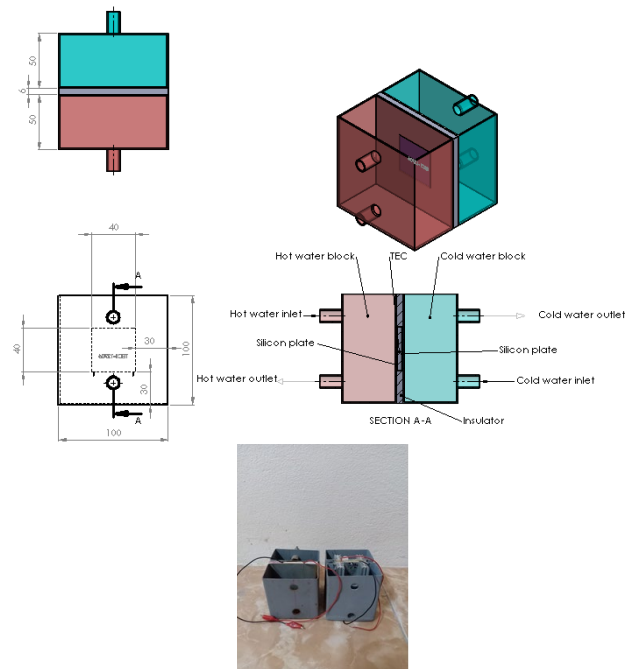 50
6
50
40
A
40
30
100
30
A
100
Hot water block
TEC
Cold water block
Hot water inlet
Cold water outlet
Silicon plate
Silicon plate
Hot water outlet
Cold water inlet
SECTION A-A
Insulator